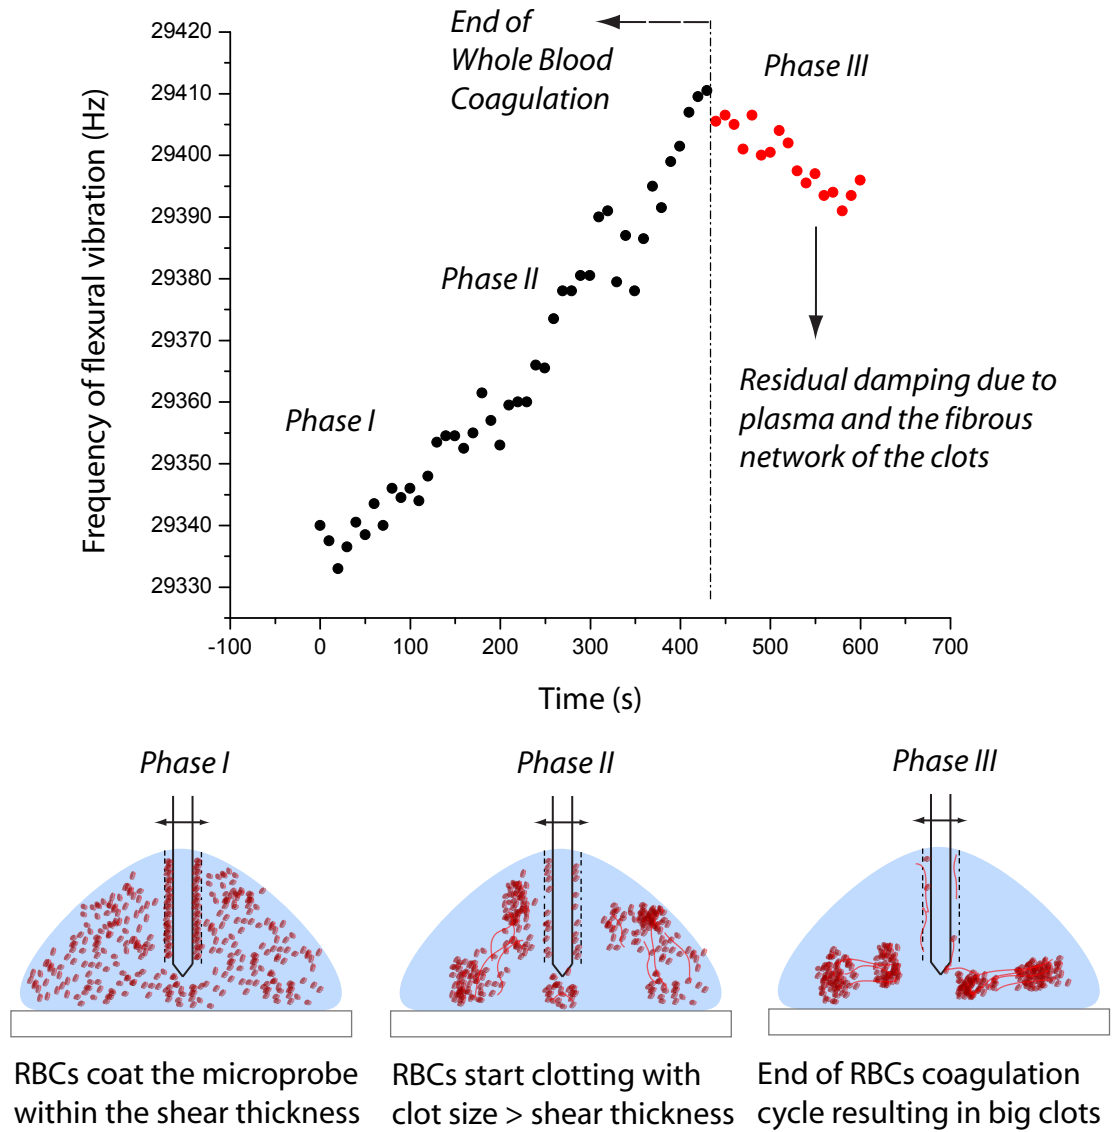 End of
Whole Blood
Coagulation
Phase III
Phase II
Phase I
Residual damping due to
plasma and the fibrous
network of the clots
Frequency of flexural vibration (Hz)
29420
29410
29400
29390
29380
29370
29360
29350
29340
29330
-100 0 100 200 300 400 500 600 700
Time (s)
Phase I
Phase II
Phase III
RBCs coat the microprobe
within the shear thickness
RBCs start clotting with
clot size > shear thickness
End of RBCs coagulation
cycle resulting in big clots